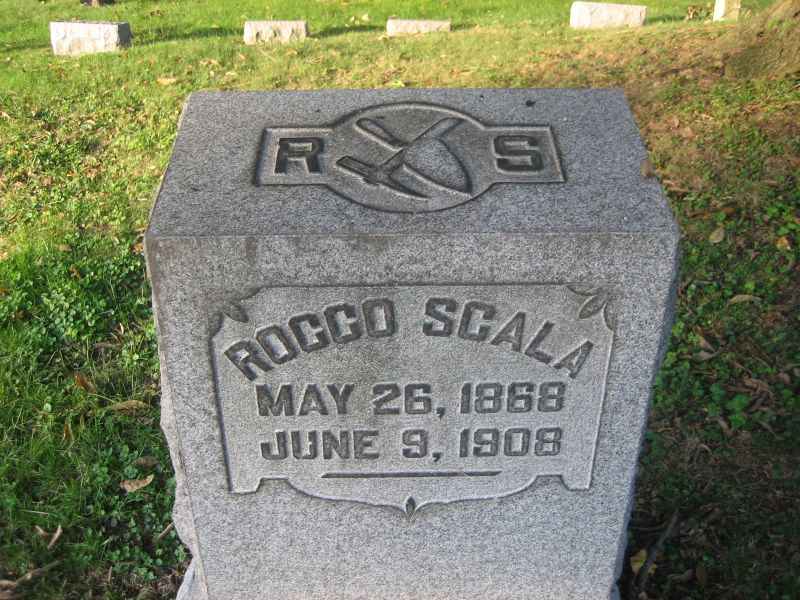 R S
ROCCO SCALA
MAY 26, 1868
JUNE 9, 1908